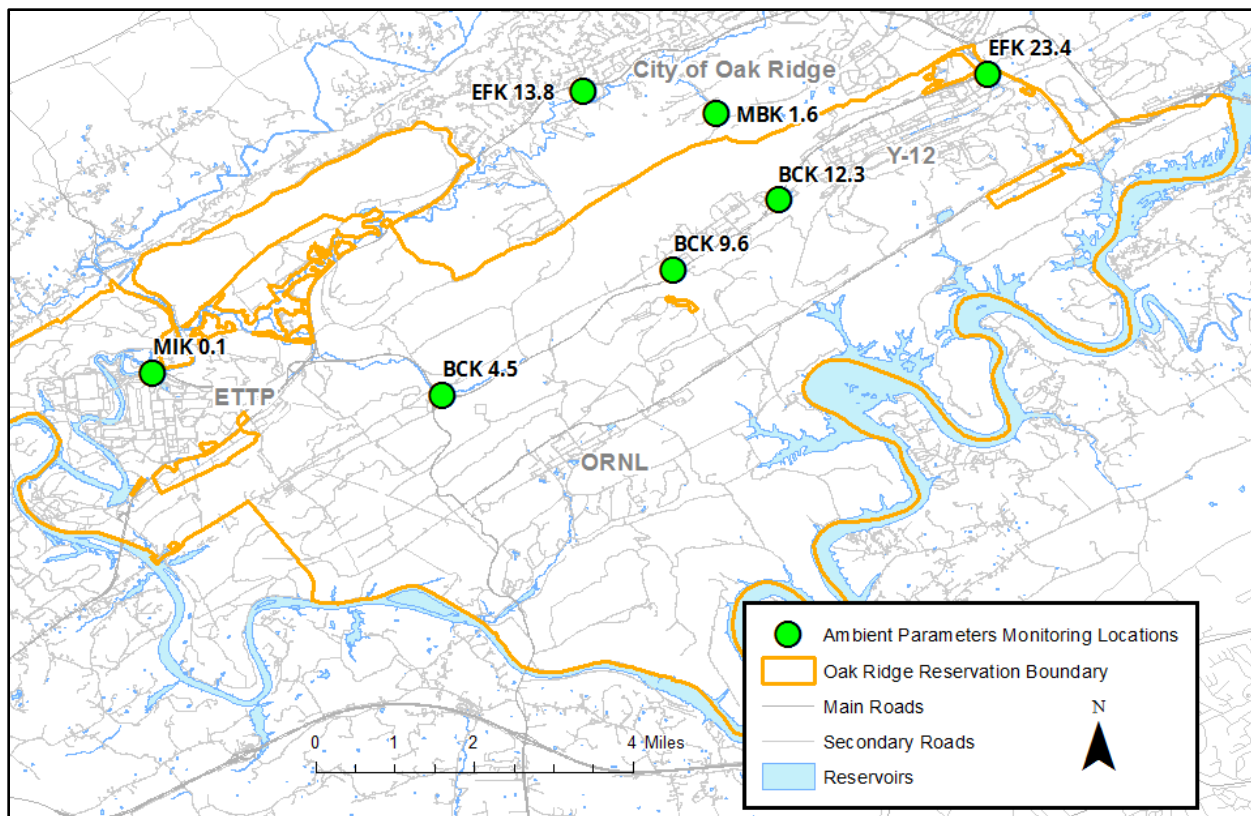 EFK 23.4
City of Oak Ridge
EFK 13.8
MBK 1.6
Y-12
BCK 12.3
BCK 9.6
MIK 0.1
BCK 4.5
ETTP
ORNL
Ambient Parameters Monitoring Locations
Oak Ridge Reservation Boundary
Main Roads
Secondary Roads
Reservoirs
N
0 1 2 4 Miles